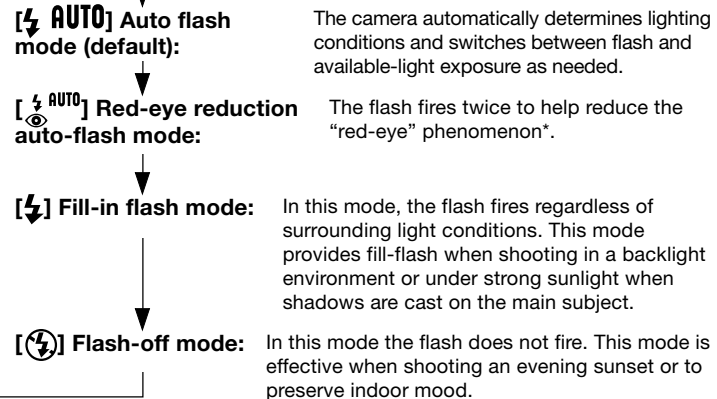 [⚡ AUTO] Auto flash mode (default):
The camera automatically determines lighting
conditions and switches between flash and
available-light exposure as needed.
[⚡ AUTO] Red-eye reduction auto-flash mode:
The flash fires twice to help reduce the
“red-eye” phenomenon*.
[⚡] Fill-in flash mode:
In this mode, the flash fires regardless of
surrounding light conditions. This mode
provides fill-flash when shooting in a backlight
environment or under strong sunlight when
shadows are cast on the main subject.
[⚡] Flash-off mode:
In this mode the flash does not fire. This mode is
effective when shooting an evening sunset or to
preserve indoor mood.